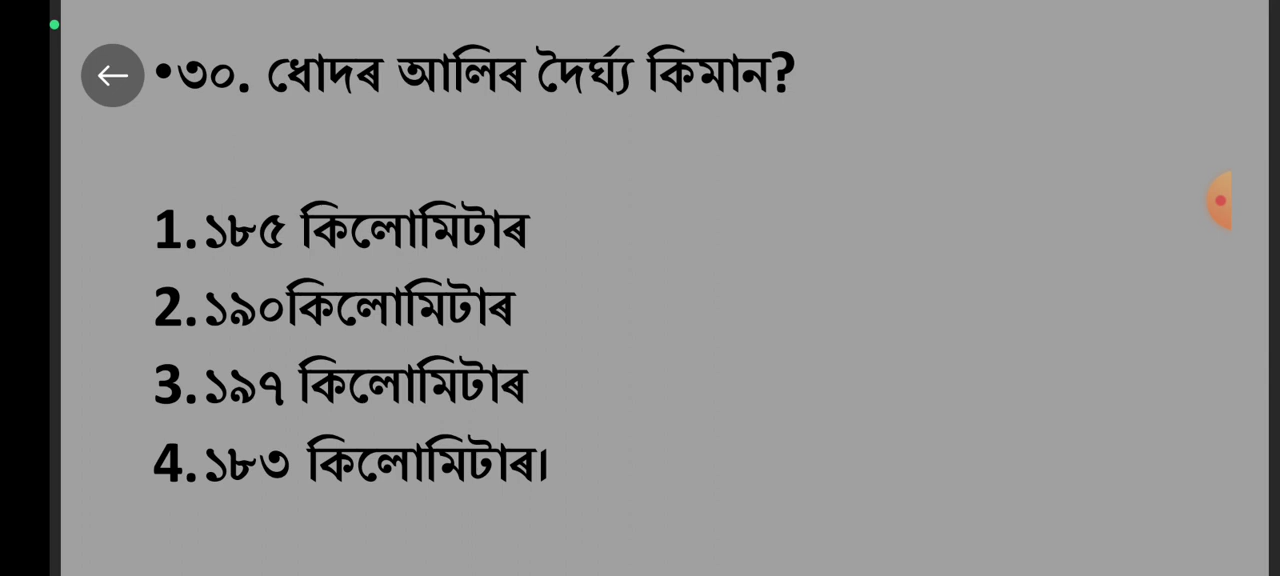 •৩০. ধোদৰ আলিৰ দৈৰ্ঘ্য কিমান?
1. ১৮৫ কিলোমিটাৰ
2. ১৯০কিলোমিটাৰ
3. ১৯৭ কিলোমিটাৰ
4. ১৮৩ কিলোমিটাৰ।